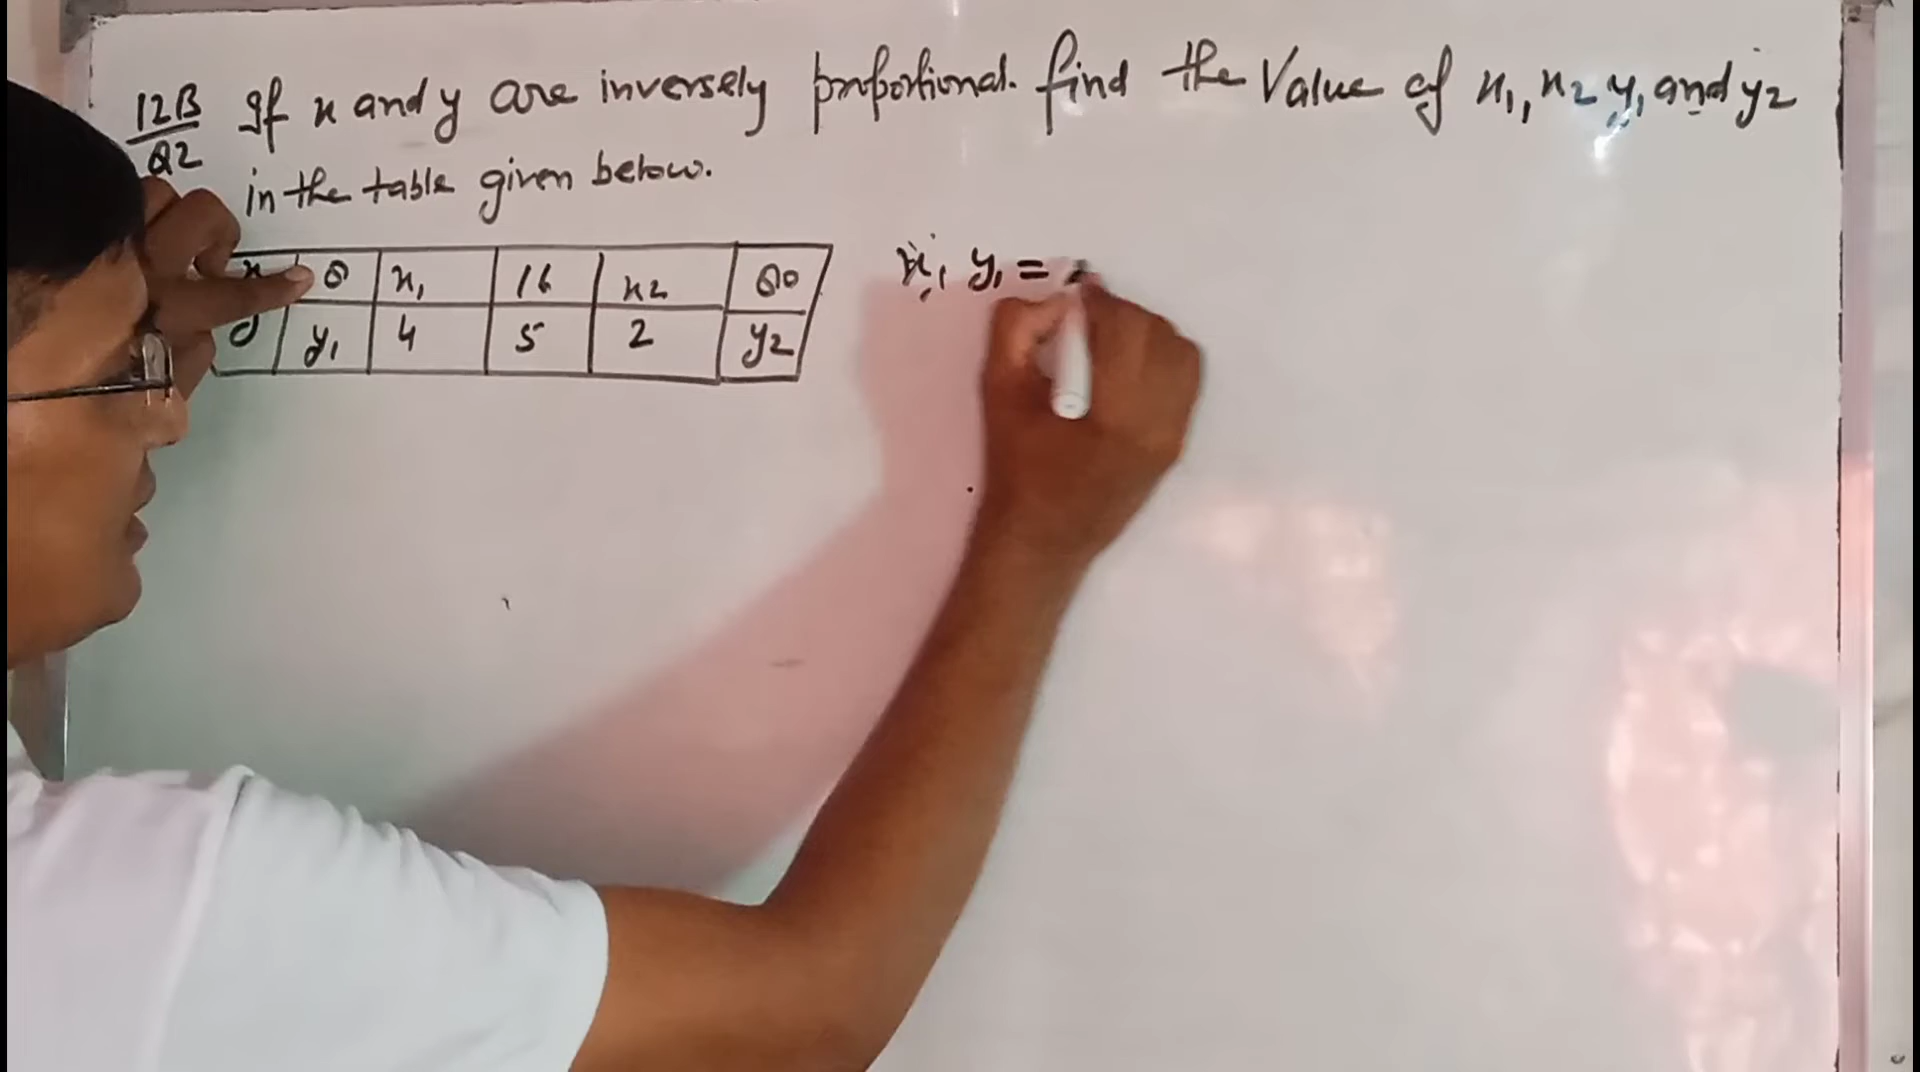 12B If x and y are inversely proportional. find the Value of x1, x2 y1 and y2
Q2 in the table given below.
x 8 x1 16 x2 80
y y1 4 5 2 y2
x1 y1 =